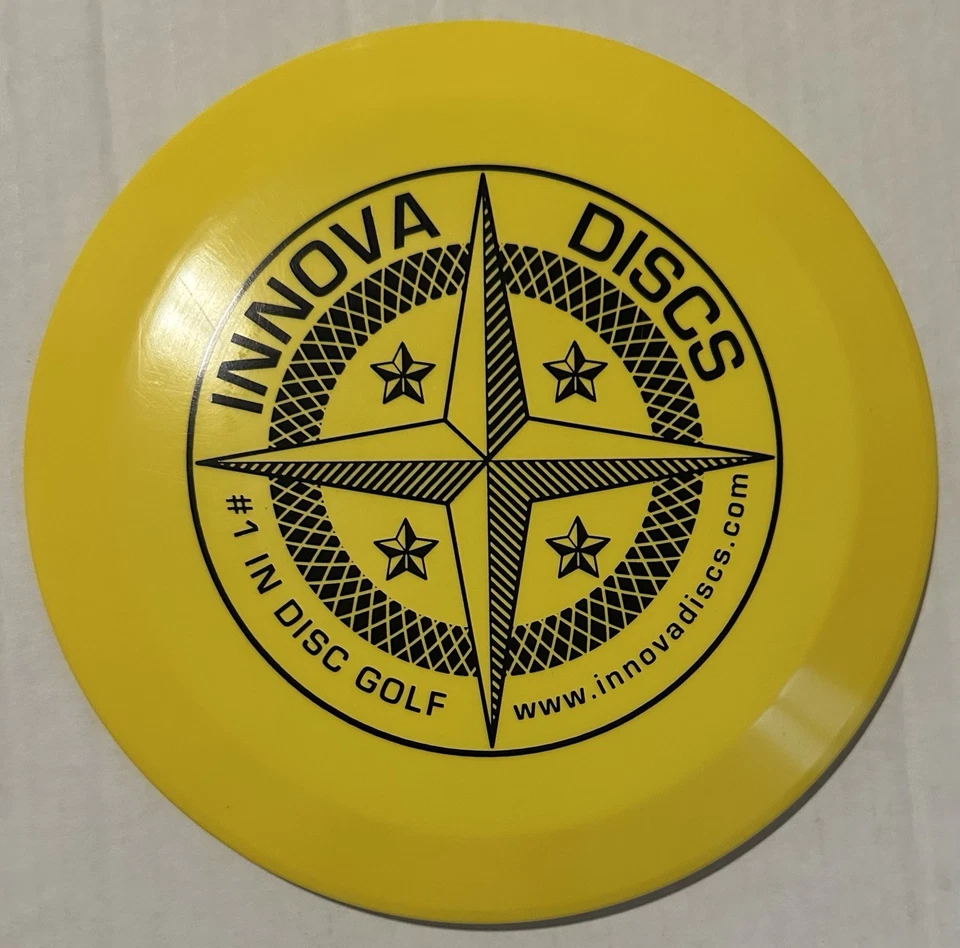 INNOVA DISCS
#1 IN DISC GOLF
www.innovadiscs.com